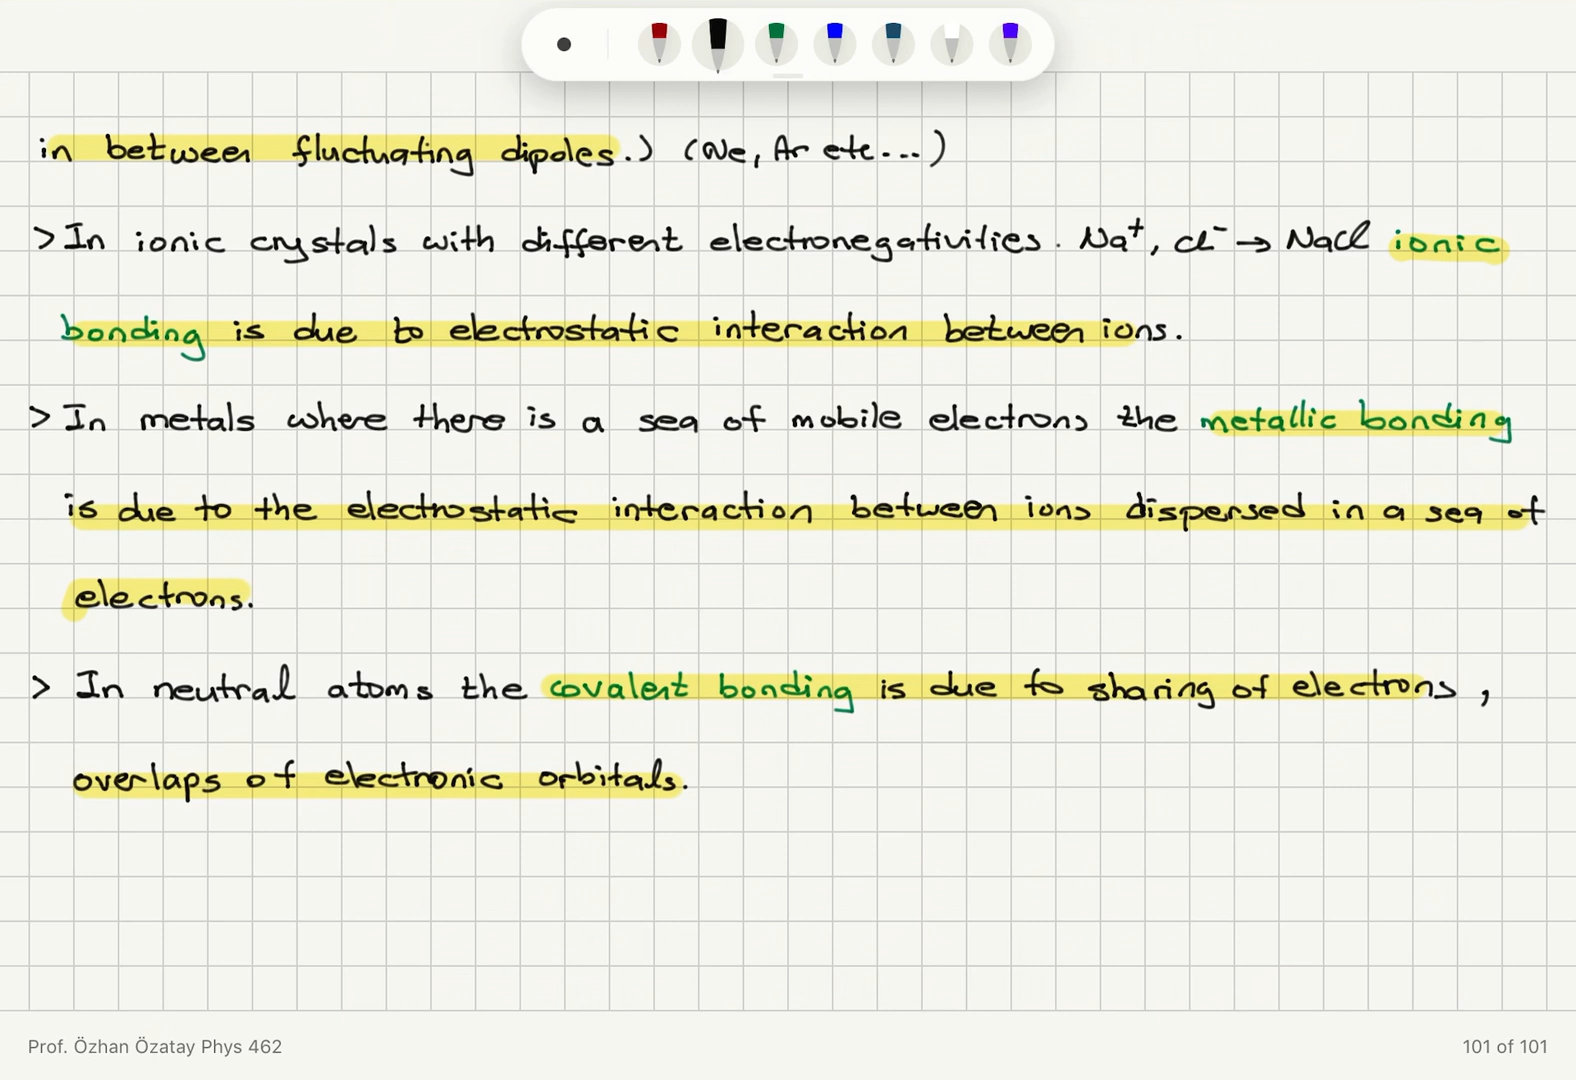 in between fluctuating dipoles.) (Ne, Ar etc...)
> In ionic crystals with different electronegativities. Na⁺, Cl⁻ → NaCl ionic
bonding is due to electrostatic interaction between ions.
> In metals where there is a sea of mobile electrons the metallic bonding
is due to the electrostatic interaction between ions dispersed in a sea of
electrons.
> In neutral atoms the covalent bonding is due to sharing of electrons,
overlaps of electronic orbitals.
Prof. Özhan Özatay Phys 462
101 of 101